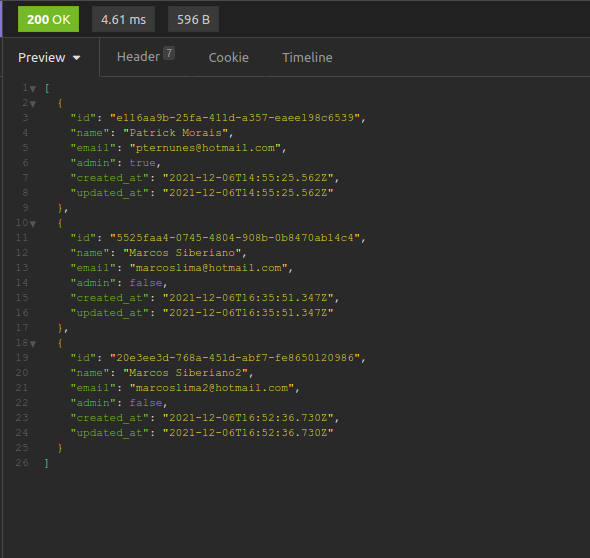 200 OK 4.61 ms 596 B
Preview Header 7 Cookie Timeline
1 [
2 {
3 "id": "e116aa9b-25fa-411d-a357-eaee198c6539",
4 "name": "Patrick Morais",
5 "email": "pternunes@hotmail.com",
6 "admin": true,
7 "created_at": "2021-12-06T14:55:25.562Z",
8 "updated_at": "2021-12-06T14:55:25.562Z"
9 },
10 {
11 "id": "5525faa4-0745-4804-908b-0b8470ab14c4",
12 "name": "Marcos Siberiano",
13 "email": "marcoslima@hotmail.com",
14 "admin": false,
15 "created_at": "2021-12-06T16:35:51.347Z",
16 "updated_at": "2021-12-06T16:35:51.347Z"
17 },
18 {
19 "id": "20e3ee3d-768a-451d-abf7-fe8650120986",
20 "name": "Marcos Siberiano2",
21 "email": "marcoslima2@hotmail.com",
22 "admin": false,
23 "created_at": "2021-12-06T16:52:36.730Z",
24 "updated_at": "2021-12-06T16:52:36.730Z"
25 }
26 ]